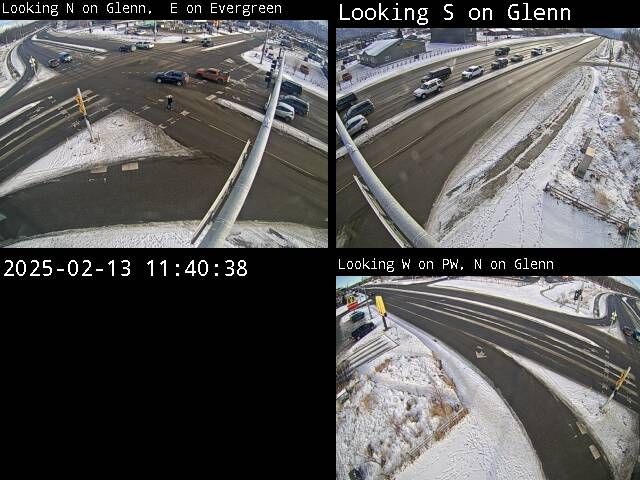 Looking N on Glenn,  E on Evergreen
Looking S on Glenn
2025-02-13 11:40:38
Looking W on PW, N on Glenn